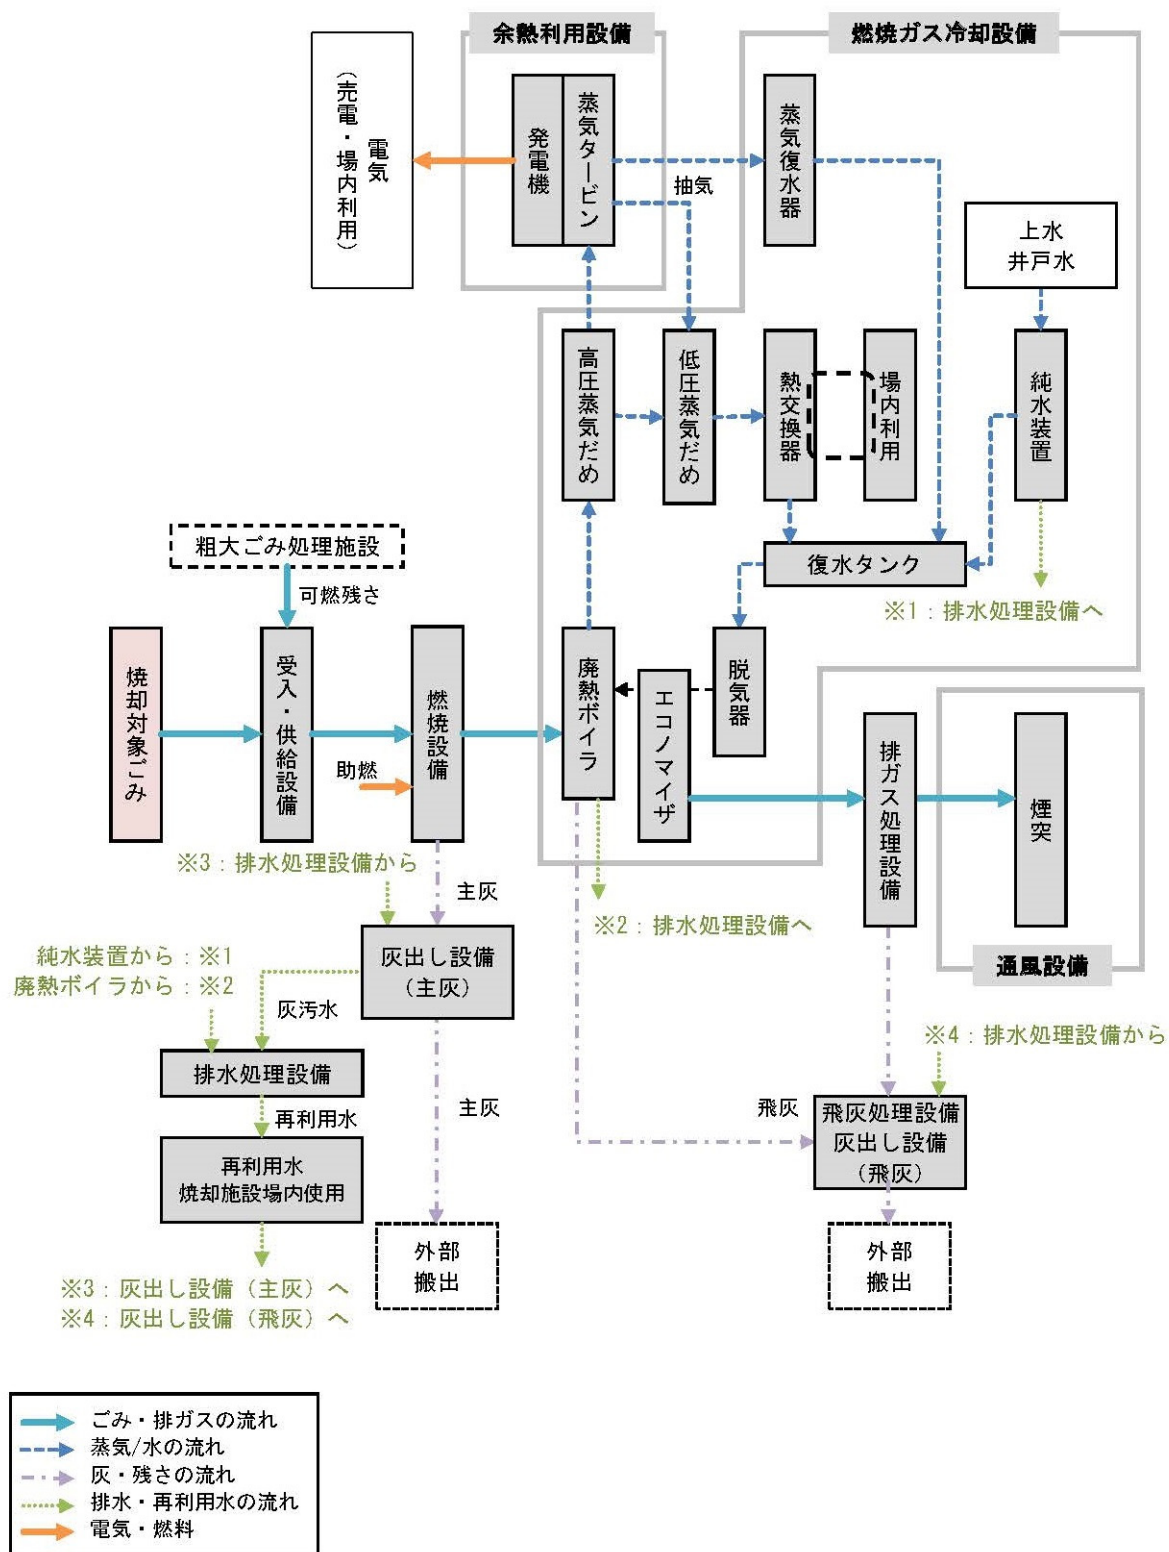 余熱利用設備
燃焼ガス冷却設備
電気
（売電・場内利用）
発電機
蒸気タービン
蒸気復水器
抽気
上水
井戸水
高圧蒸気だめ
低圧蒸気だめ
熱交換器
場内利用
純水装置
粗大ごみ処理施設
可燃残さ
復水タンク
※1：排水処理設備へ
焼却対象ごみ
受入・供給設備
燃焼設備
助燃
廃熱ボイラ
エコノマイザ
脱気器
排ガス処理設備
煙突
通風設備
※3：排水処理設備から
主灰
※2：排水処理設備へ
純水装置から：※1
廃熱ボイラから：※2
灰出し設備
（主灰）
灰汚水
※4：排水処理設備から
排水処理設備
主灰
飛灰
飛灰処理設備
灰出し設備
（飛灰）
再利用水
再利用水
焼却施設場内使用
外部
搬出
外部
搬出
※3：灰出し設備（主灰）へ
※4：灰出し設備（飛灰）へ
ごみ・排ガスの流れ
蒸気/水の流れ
灰・残さの流れ
排水・再利用水の流れ
電気・燃料